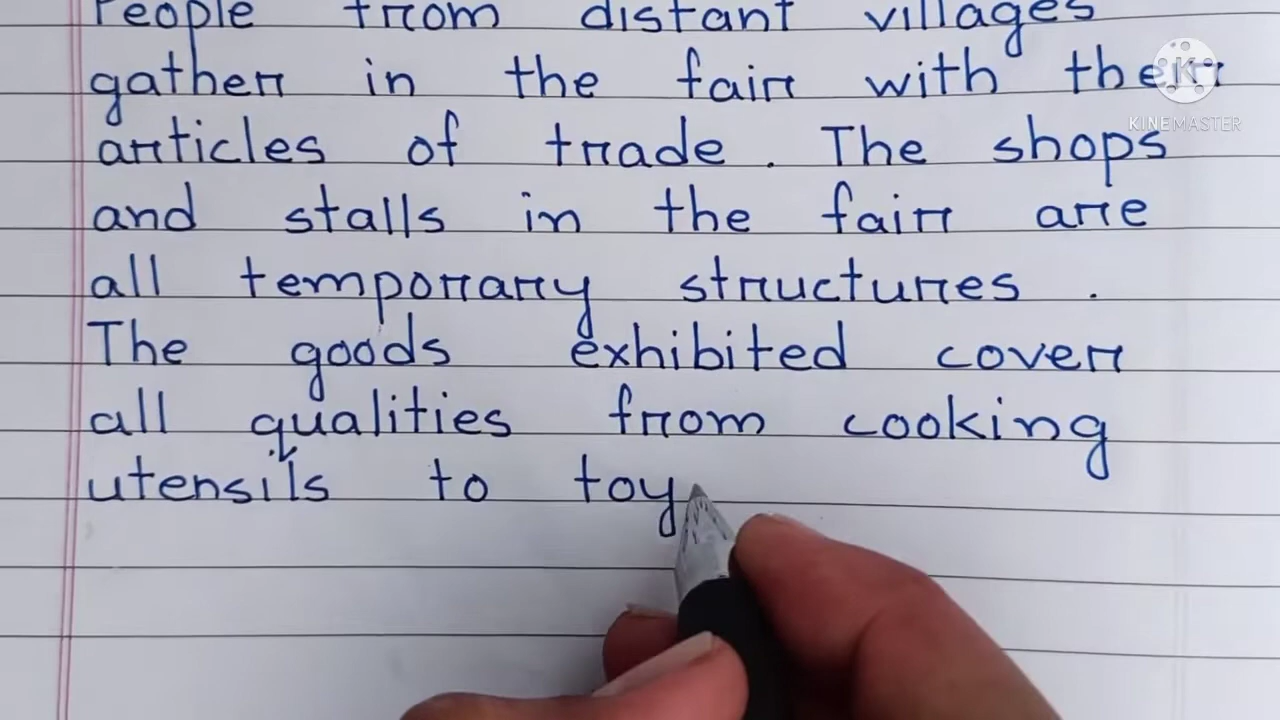 People from distant villages
gather in the fair with their
articles of trade. The shops
and stalls in the fair are
all temporary structures.
The goods exhibited cover
all qualities from cooking
utensils to toy
K
KINEMASTER